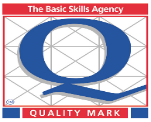 The Basic Skills Agency
Q
QUALITY MARK